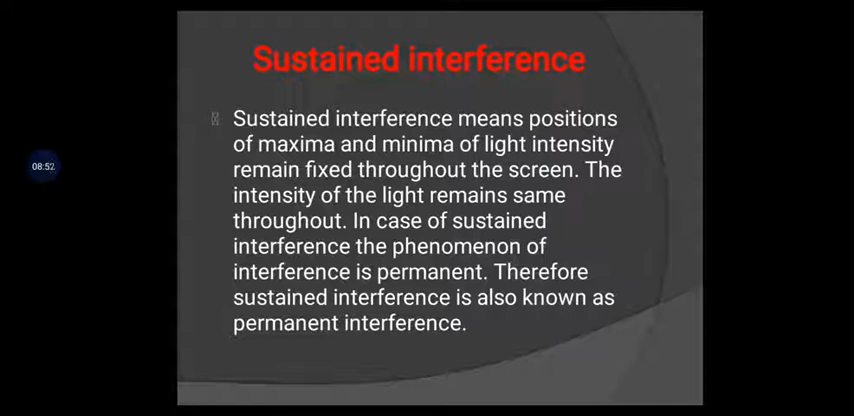 Sustained interference
Sustained interference means positions
of maxima and minima of light intensity
remain fixed throughout the screen. The
intensity of the light remains same
throughout. In case of sustained
interference the phenomenon of
interference is permanent. Therefore
sustained interference is also known as
permanent interference.
08:52